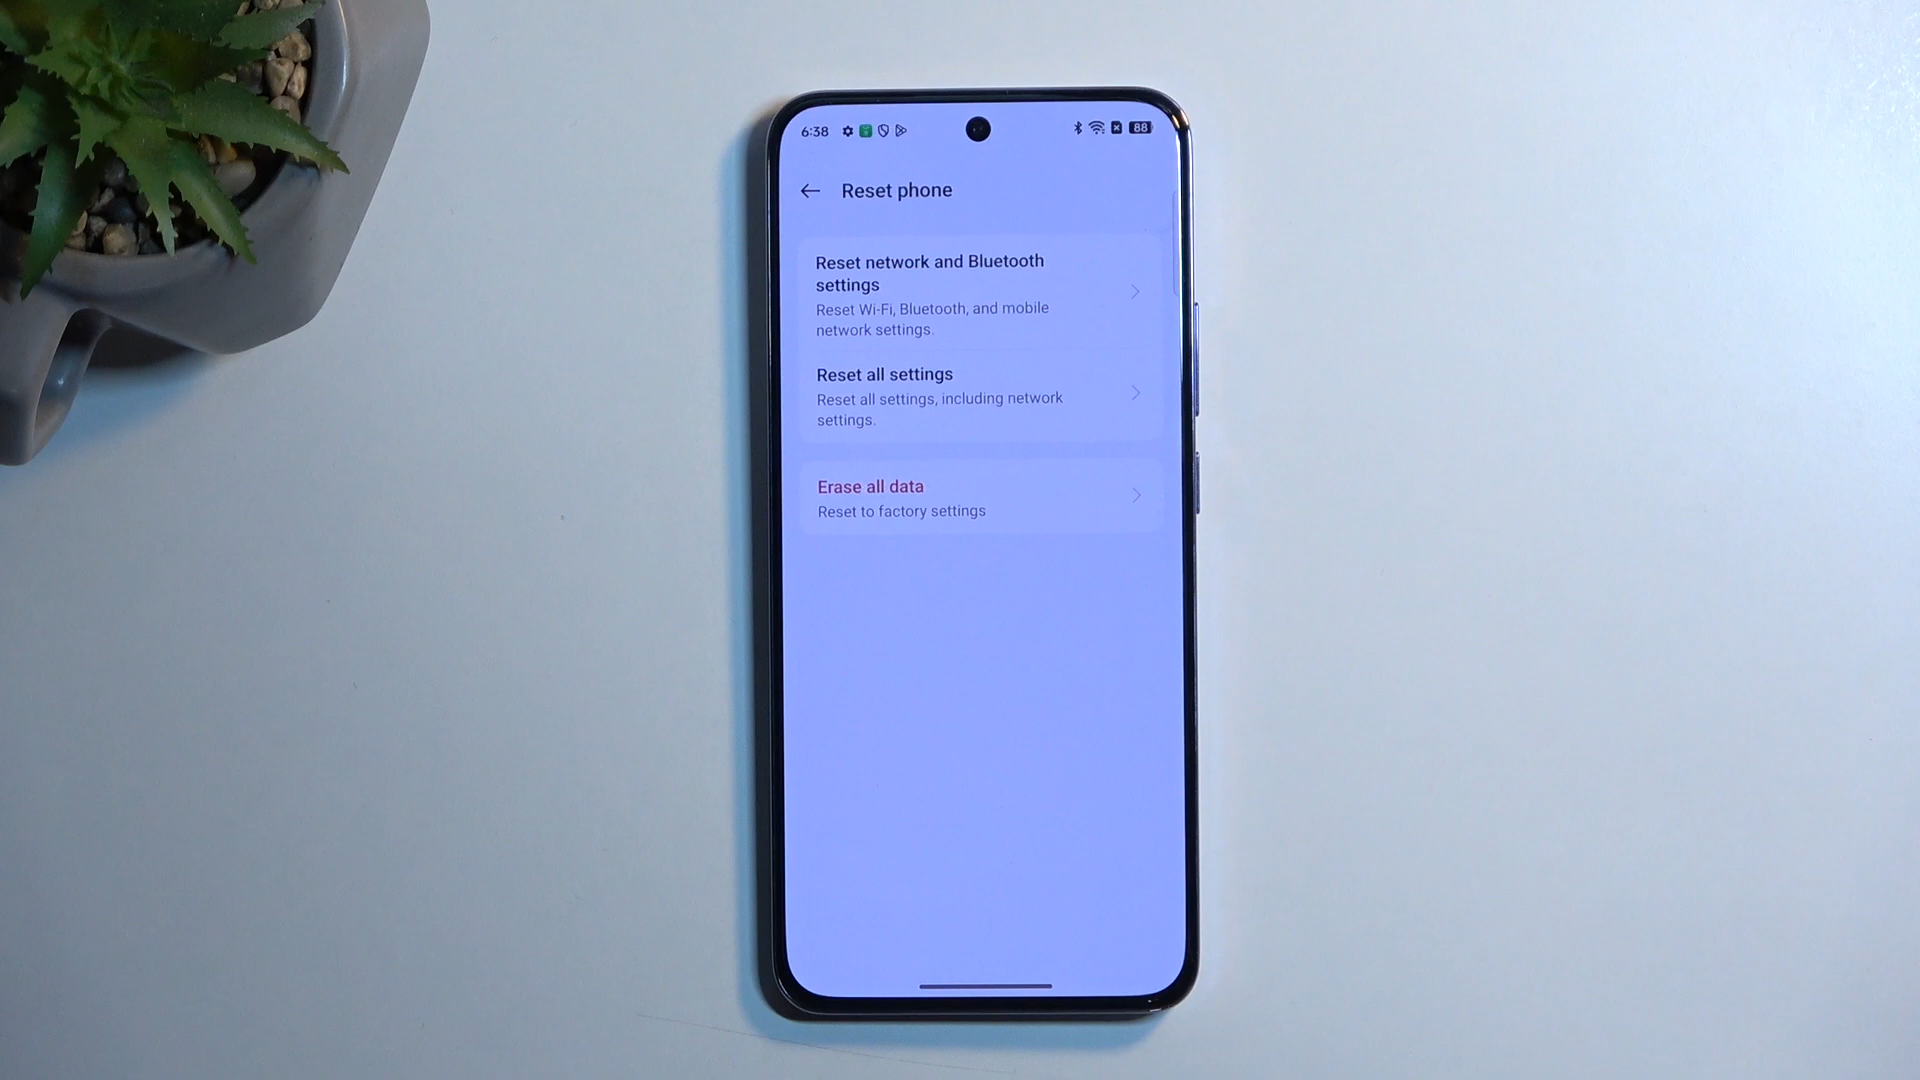 6:38
88
Reset phone
Reset network and Bluetooth
settings
Reset Wi-Fi, Bluetooth, and mobile
network settings.
Reset all settings
Reset all settings, including network
settings.
Erase all data
Reset to factory settings